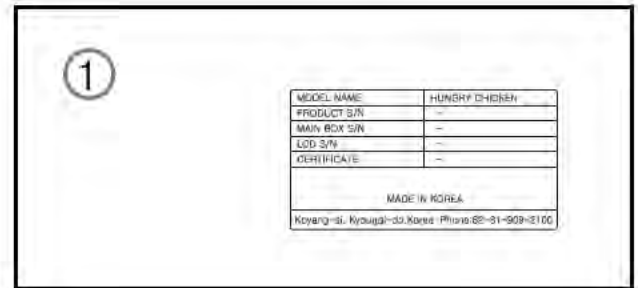 ①
MODEL NAME HUNGRY CHICKEN
PRODUCT S/N -
MAIN BOX S/N -
LCD S/N -
CERTIFICATE -
MADE IN KOREA
Koyang-si, Kyounggi-do, Korea Phone:82-31-909-2100